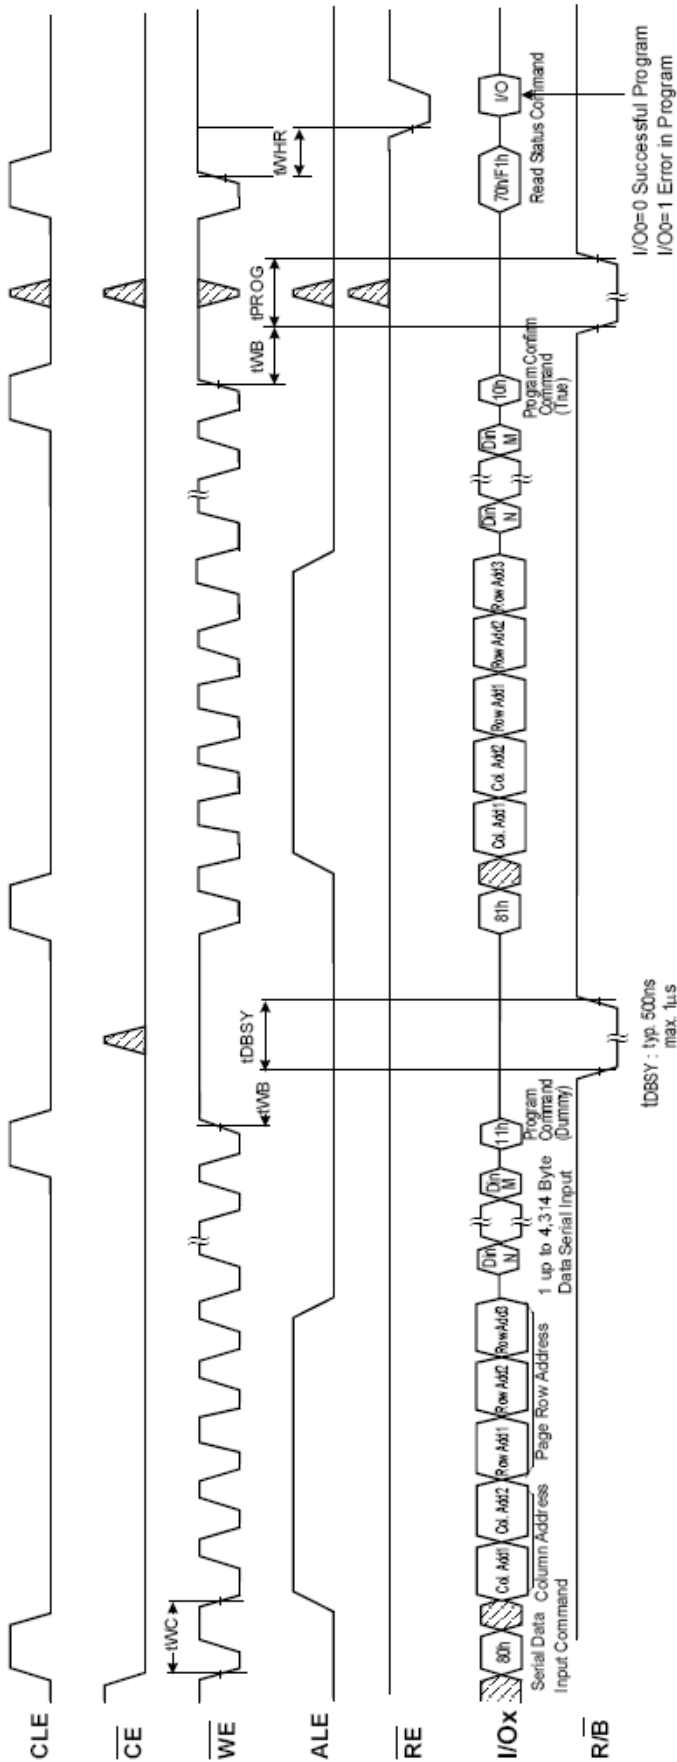 CLE
CE
WE
ALE
RE
I/Ox
R/B
tWC
tWB
tDBSY
tWB
tPROG
tWHR
80h
Col. Add1
Col. Add2
Row Add1
Row Add2
Row Add3
Din
N
Din
M
11h
81h
Col. Add1
Col. Add2
Row Add1
Row Add2
Row Add3
Din
N
Din
M
10h
70h/F1h
I/O
Serial Data
Input Command
Column Address
Page Row Address
1 up to 4,314 Byte
Data Serial Input
Program
Command
(Dummy)
Program Confirm
Command
(True)
Read Status Command
tDBSY : typ. 500ns
max. 1μs
I/O0=0 Successful Program
I/O0=1 Error in Program